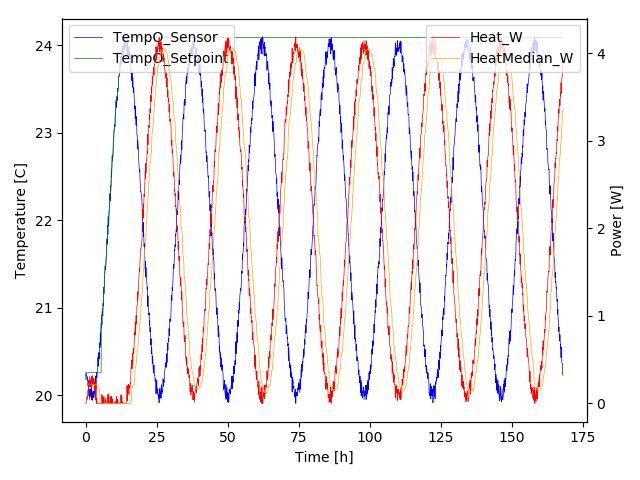 TempO_Sensor
TempO_Setpoint
Heat_W
HeatMedian_W
24
23
22
21
20
Temperature [C]
4
3
2
1
0
Power [W]
0 25 50 75 100 125 150 175
Time [h]